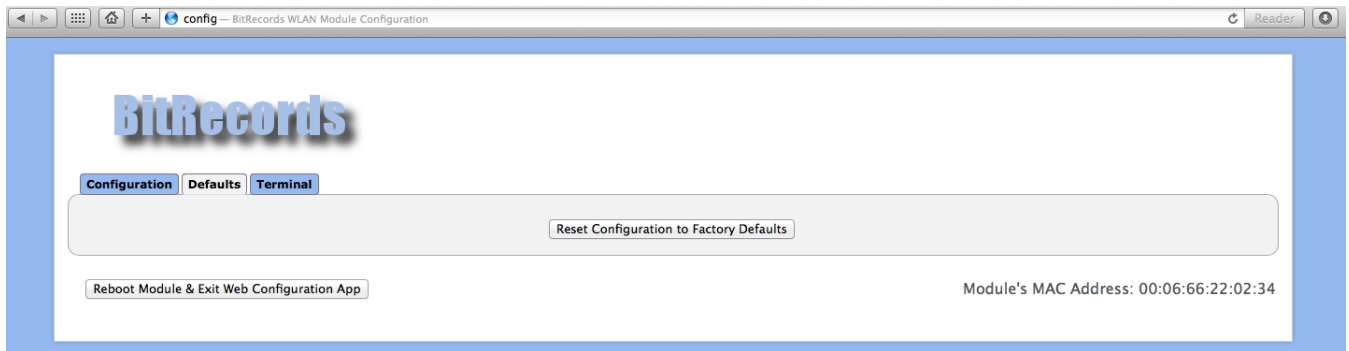 config — BitRecords WLAN Module Configuration
Reader
BitRecords
Configuration Defaults Terminal
Reset Configuration to Factory Defaults
Reboot Module & Exit Web Configuration App
Module's MAC Address: 00:06:66:22:02:34